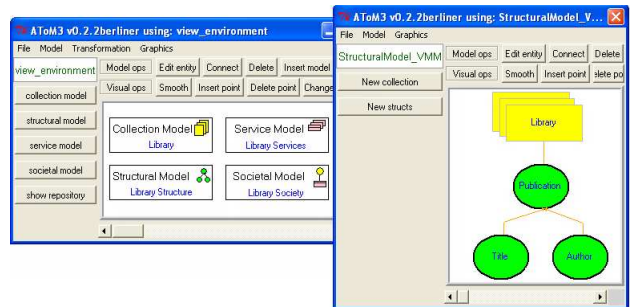 AToM3 v0.2.2berliner using: view_environment
File Model Transformation Graphics
view_environment
Model ops Edit entity Connect Delete Insert model
Visual ops Smooth Insert point Delete point Change
collection model
structural model
service model
societal model
show repository
Collection Model
Library
Service Model
Library Services
Structural Model
Library Structure
Societal Model
Library Society
AToM3 v0.2.2berliner using: StructuralModel_V...
File Model Graphics
StructuralModel_VMM
Model ops Edit entity Connect Delete
Visual ops Smooth Insert point elete po
New collection
New structs
Library
Publication
Title
Author